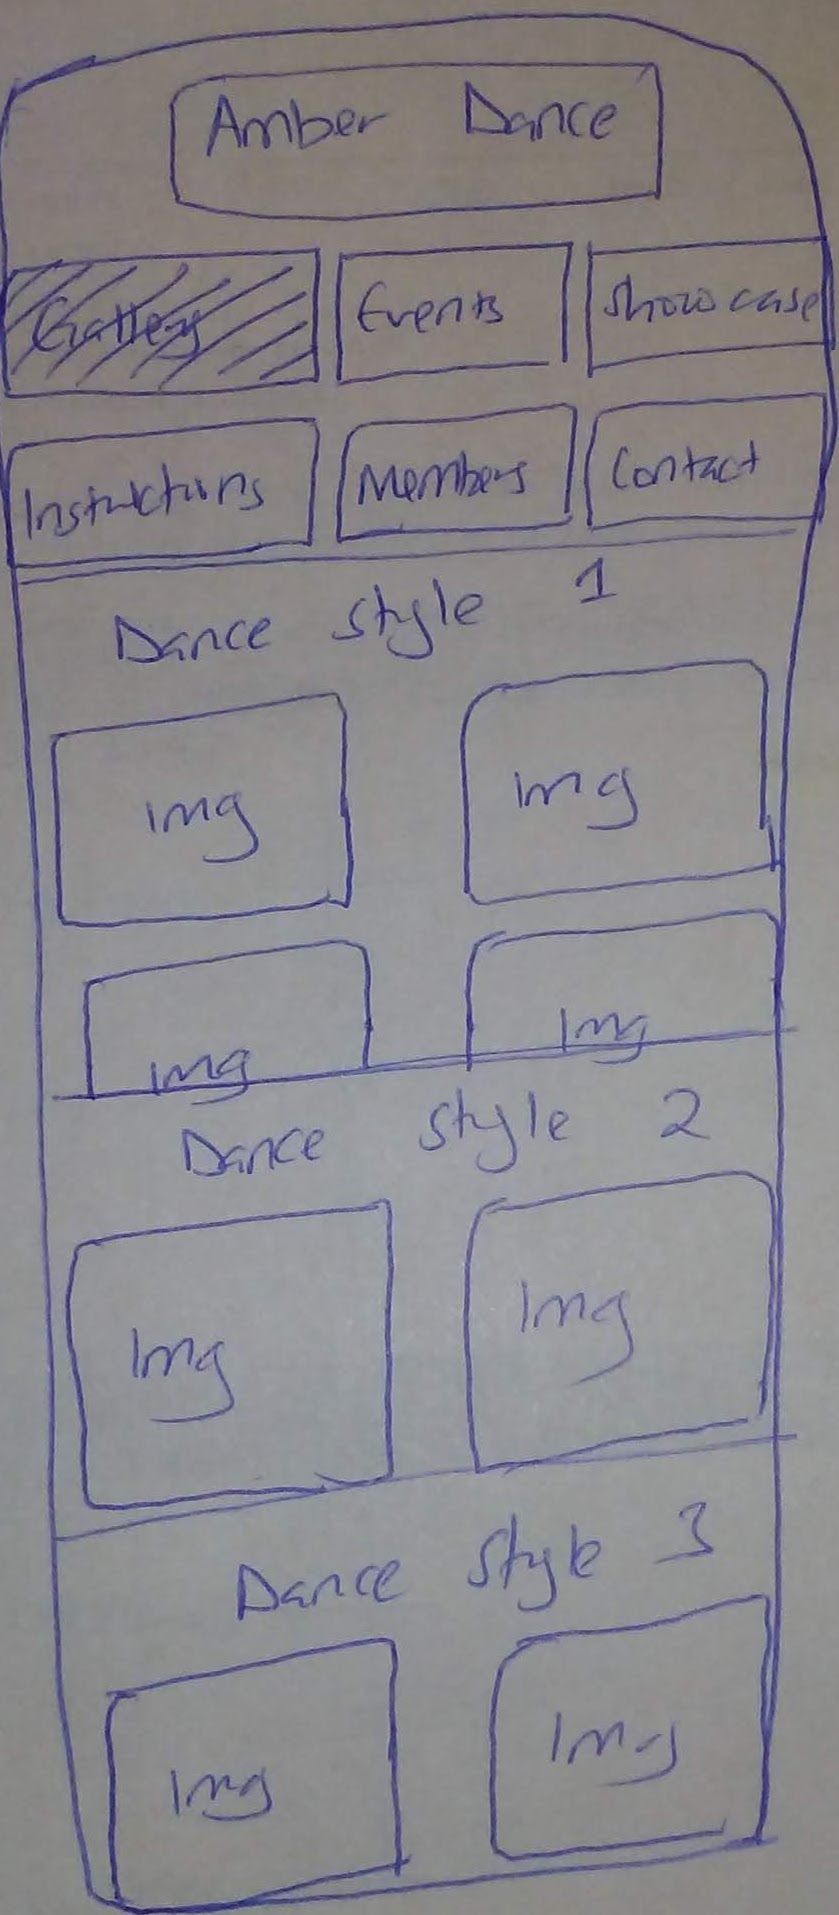 Amber Dance
Gallery Events Showcase
Instructions Members Contact
Dance style 1
img img
img img
Dance style 2
img img
Dance style 3
img img